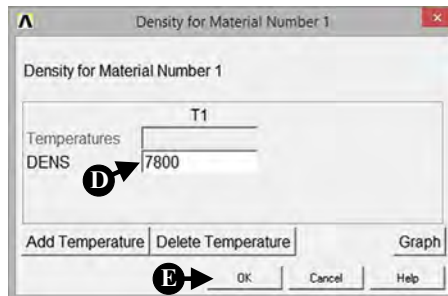 Density for Material Number 1
Density for Material Number 1
T1
Temperatures
DENS 7800
D
Add Temperature Delete Temperature Graph
E OK Cancel Help